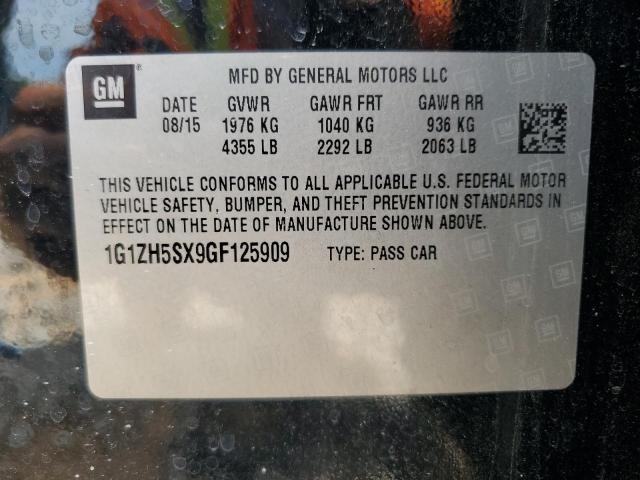 GM
MFD BY GENERAL MOTORS LLC
DATE GVWR GAWR FRT GAWR RR
08/15 1976 KG 1040 KG 936 KG
4355 LB 2292 LB 2063 LB
THIS VEHICLE CONFORMS TO ALL APPLICABLE U.S. FEDERAL MOTOR
VEHICLE SAFETY, BUMPER, AND THEFT PREVENTION STANDARDS IN
EFFECT ON THE DATE OF MANUFACTURE SHOWN ABOVE.
1G1ZH5SX9GF125909 TYPE: PASS CAR